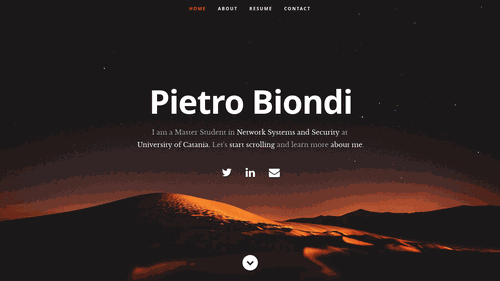 HOME ABOUT RESUME CONTACT
Pietro Biondi
I am a Master Student in Network Systems and Security at
University of Catania. Let's start scrolling and learn more about me.